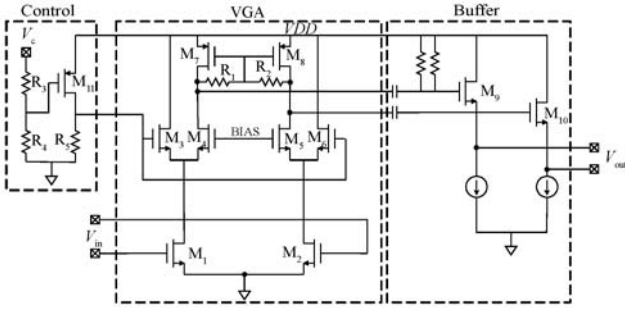 Control
VGA
Buffer
Vc
VDD
M7
M8
R1
R2
R3
M11
M9
M10
R4
R5
M3
M4
BIAS
M5
M6
Vout
Vin
M1
M2